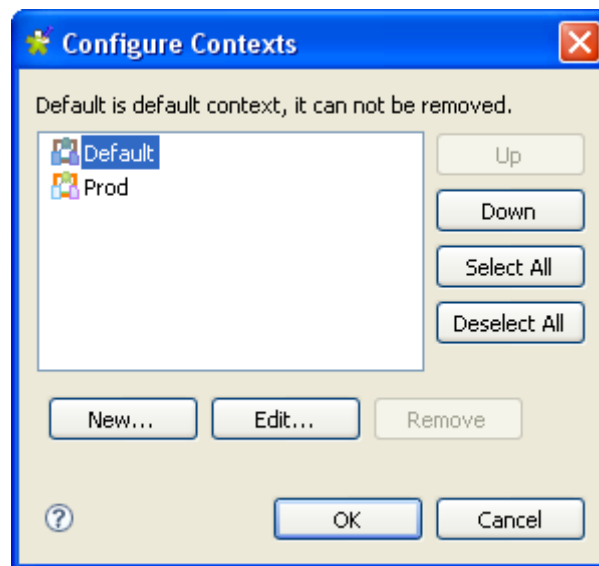 Configure Contexts
Default is default context, it can not be removed.
Default
Prod
Up
Down
Select All
Deselect All
New...
Edit...
Remove
?
OK
Cancel